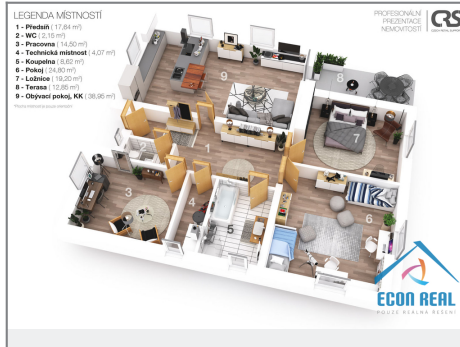 LEGENDA MÍSTNOSTÍ
1 - Předsíň ( 17,64 m²)
2 - WC ( 2,15 m²)
3 - Pracovna ( 14,50 m²)
4 - Technická místnost ( 4,07 m²)
5 - Koupelna ( 8,62 m²)
6 - Pokoj ( 24,80 m²)
7 - Ložnice ( 19,20 m²)
8 - Terasa ( 12,85 m²)
9 - Obývací pokoj, KK ( 38,95 m²)
PROFESIONÁLNÍ
PREZENTACE
NEMOVITOSTÍ
CRS
9
8
7
1
3
4
5
6
ECON REAL
POUZE REÁLNÁ ŘEŠENÍ